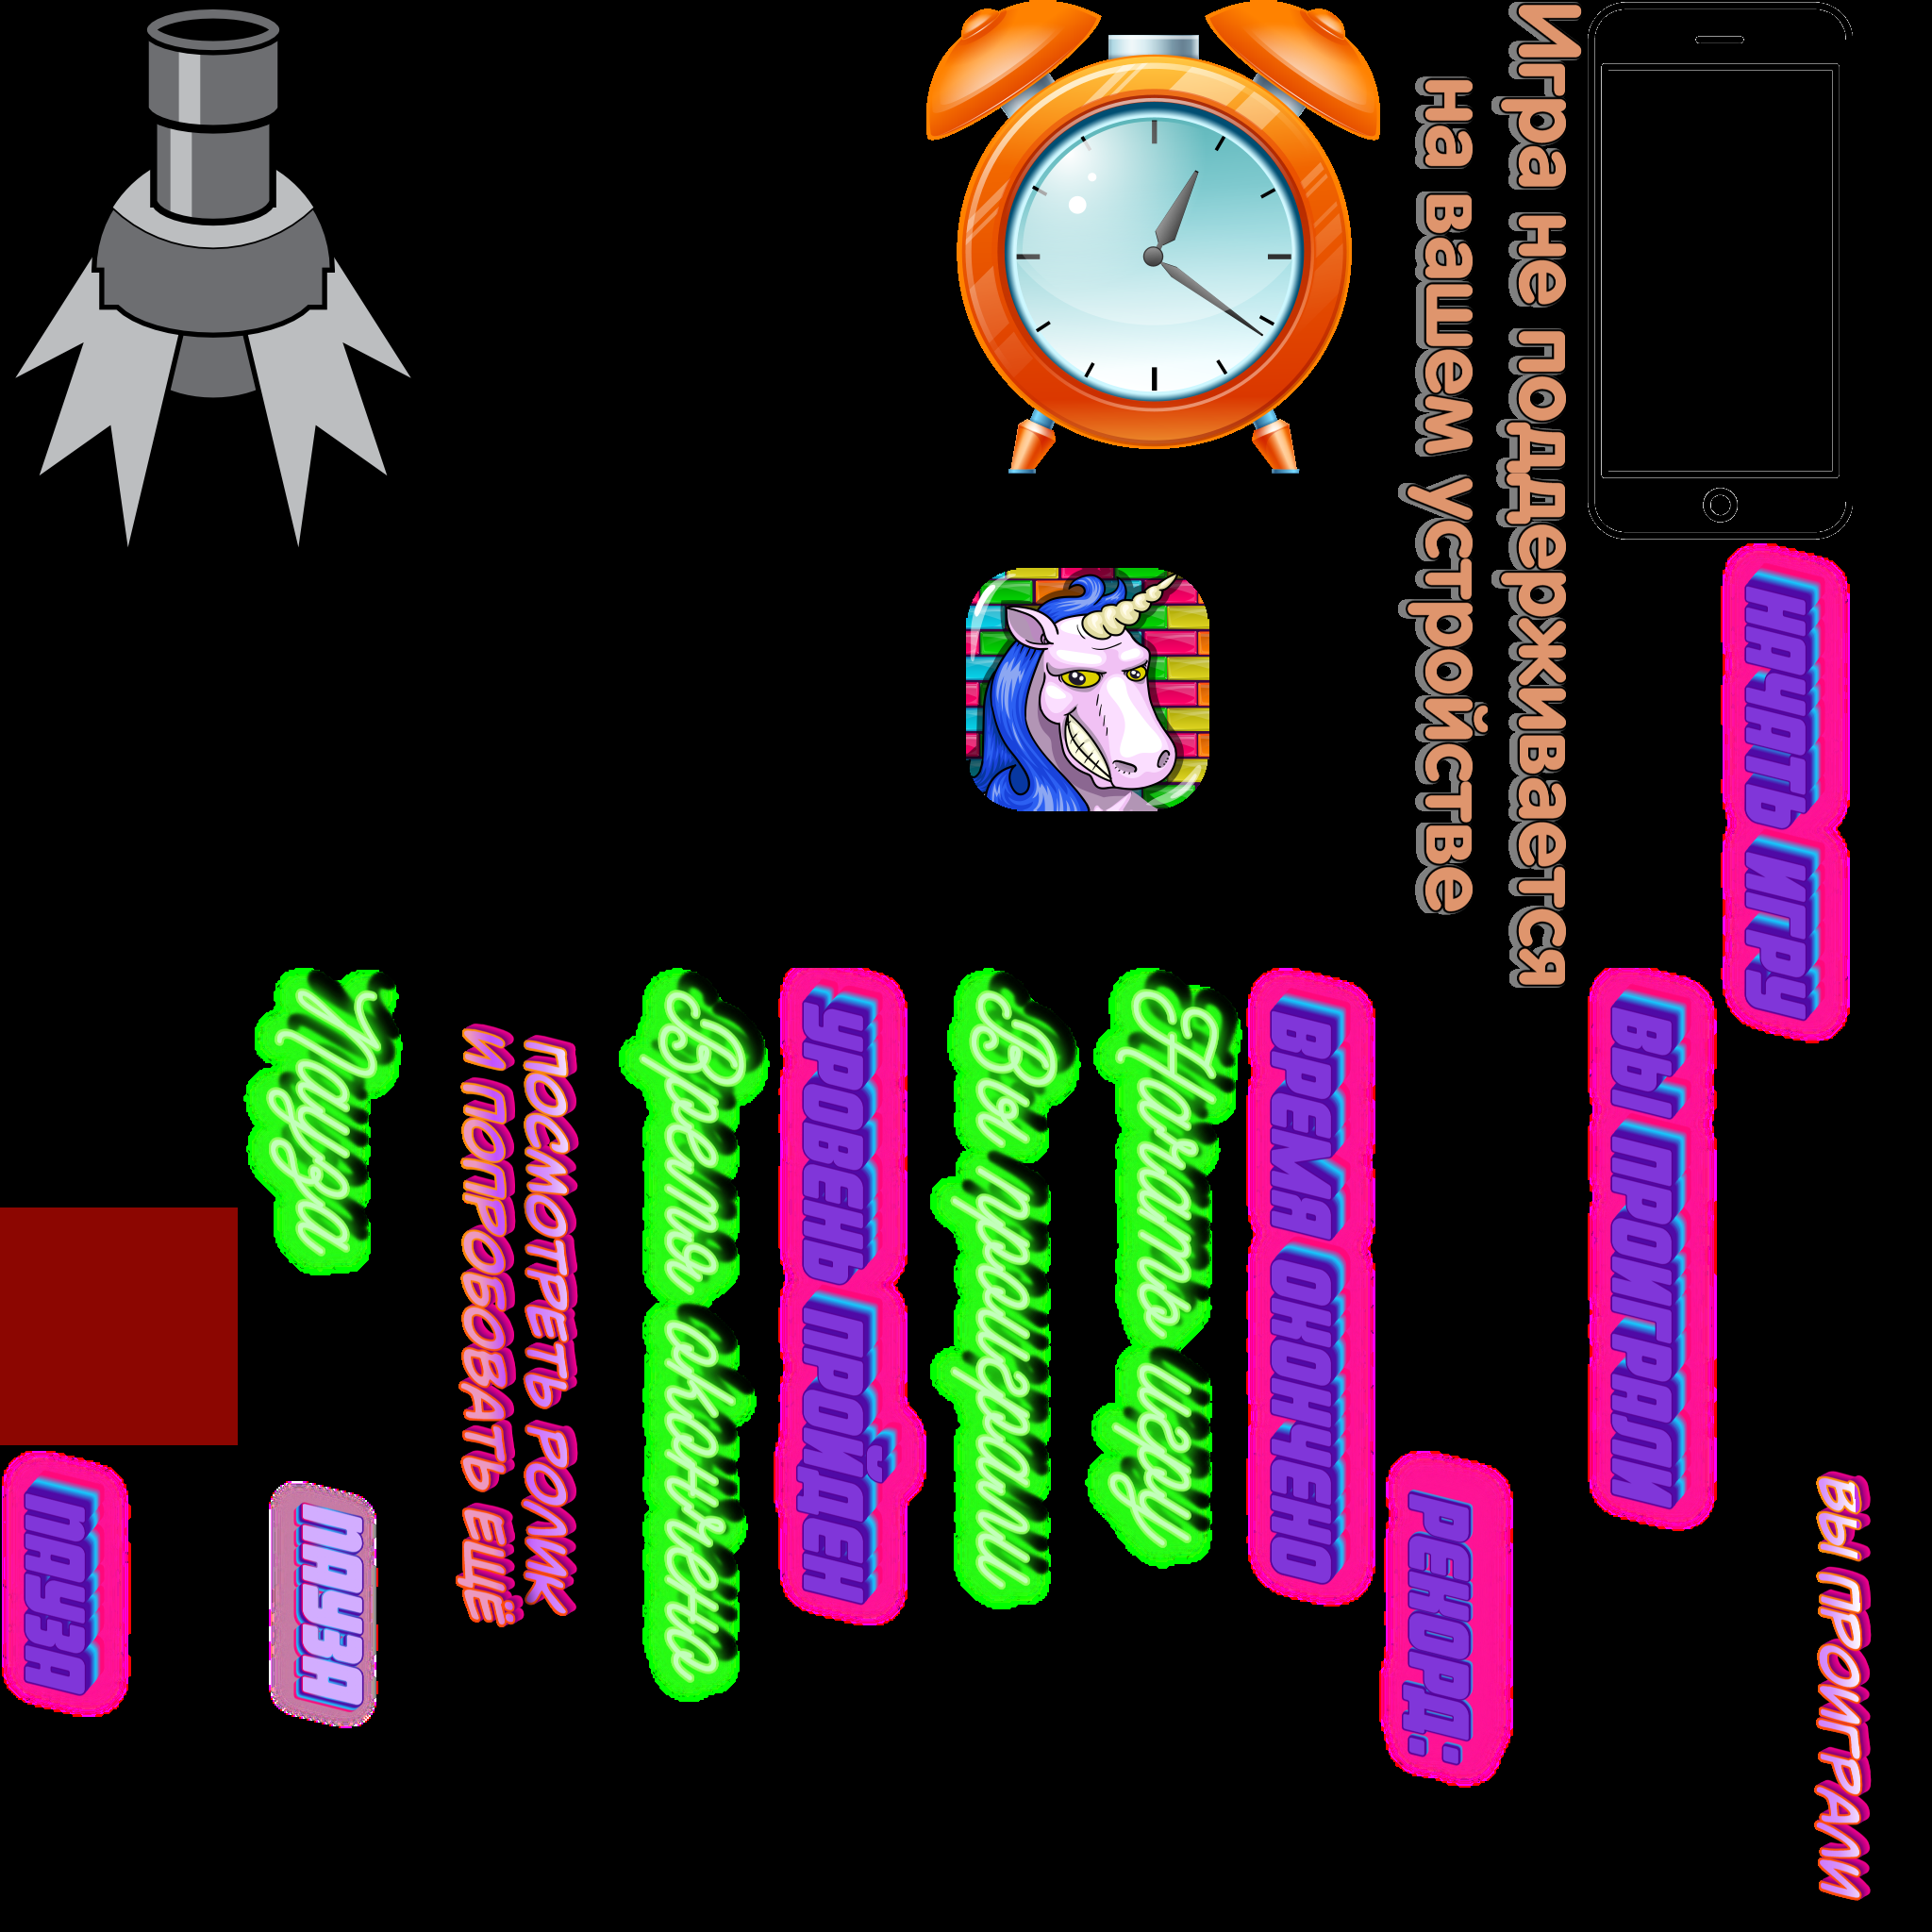 Игра не поддерживается
на вашем устройстве
НАЧАТЬ ИГРУ
Пауза
ПОСМОТРЕТЬ РОЛИК
И ПОПРОБОВАТЬ ЕЩЁ
Время окончено
УРОВЕНЬ ПРОЙДЕН
Вы проиграли
Начать игру
ВРЕМЯ ОКОНЧЕНО
ВЫ ПРОИГРАЛИ
ПАУЗА
ПАУЗА
РЕКОРД:
ВЫ ПРОИГРАЛИ